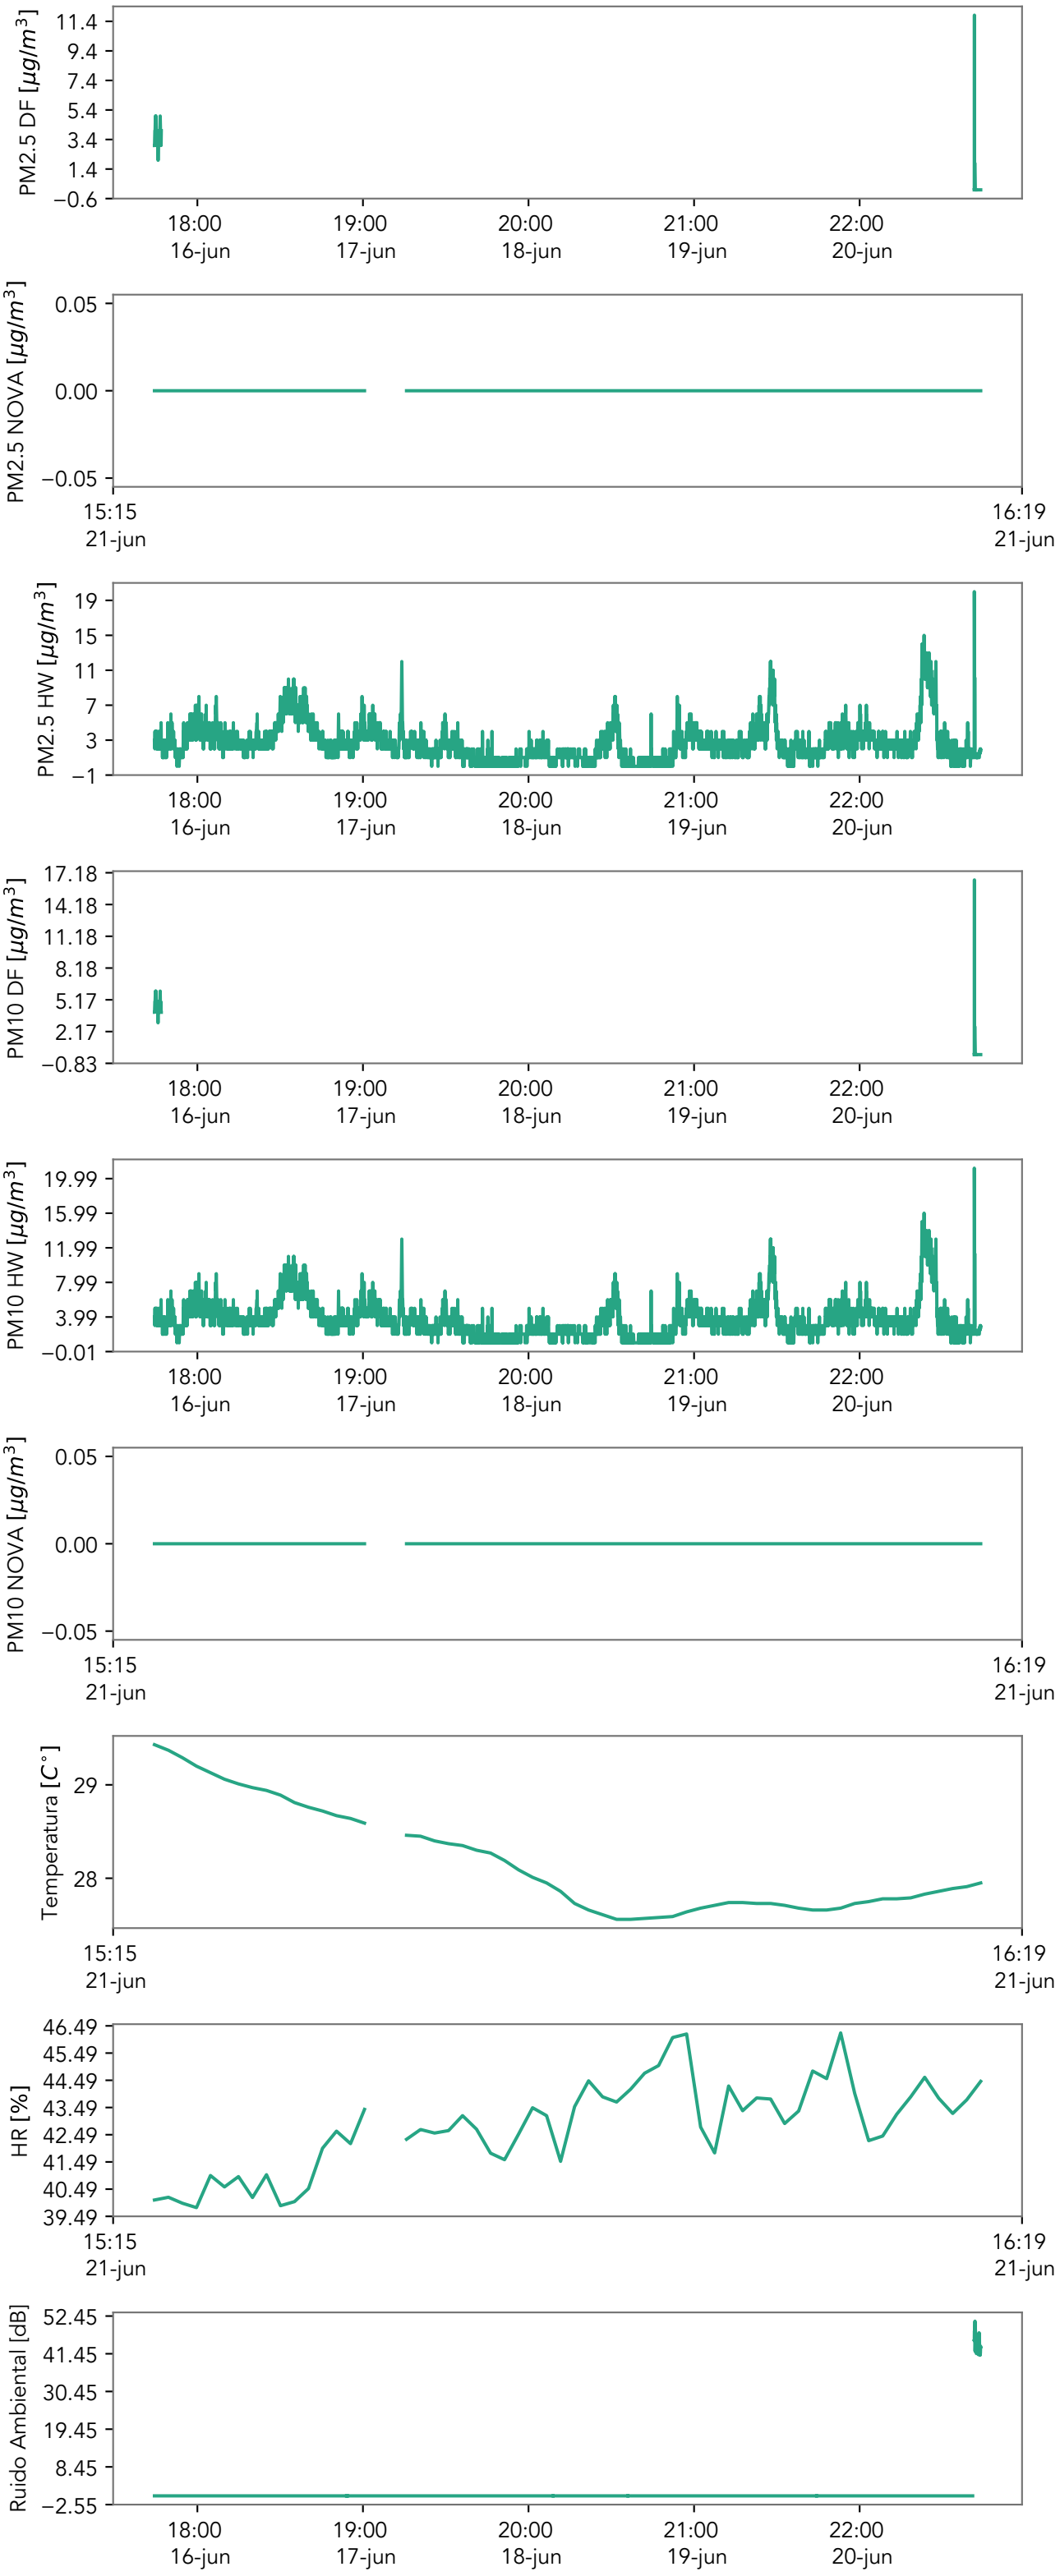 PM2.5 DF [μg/m³]
11.4
9.4
7.4
5.4
3.4
1.4
−0.6
18:00 19:00 20:00 21:00 22:00
16-jun 17-jun 18-jun 19-jun 20-jun
PM2.5 NOVA [μg/m³]
0.05
0.00
−0.05
15:15 16:19
21-jun 21-jun
PM2.5 HW [μg/m³]
19
15
11
7
3
−1
18:00 19:00 20:00 21:00 22:00
16-jun 17-jun 18-jun 19-jun 20-jun
PM10 DF [μg/m³]
17.18
14.18
11.18
8.18
5.17
2.17
−0.83
18:00 19:00 20:00 21:00 22:00
16-jun 17-jun 18-jun 19-jun 20-jun
PM10 HW [μg/m³]
19.99
15.99
11.99
7.99
3.99
−0.01
18:00 19:00 20:00 21:00 22:00
16-jun 17-jun 18-jun 19-jun 20-jun
PM10 NOVA [μg/m³]
0.05
0.00
−0.05
15:15 16:19
21-jun 21-jun
Temperatura [C°]
29
28
15:15 16:19
21-jun 21-jun
HR [%]
46.49
45.49
44.49
43.49
42.49
41.49
40.49
39.49
15:15 16:19
21-jun 21-jun
Ruido Ambiental [dB]
52.45
41.45
30.45
19.45
8.45
−2.55
18:00 19:00 20:00 21:00 22:00
16-jun 17-jun 18-jun 19-jun 20-jun